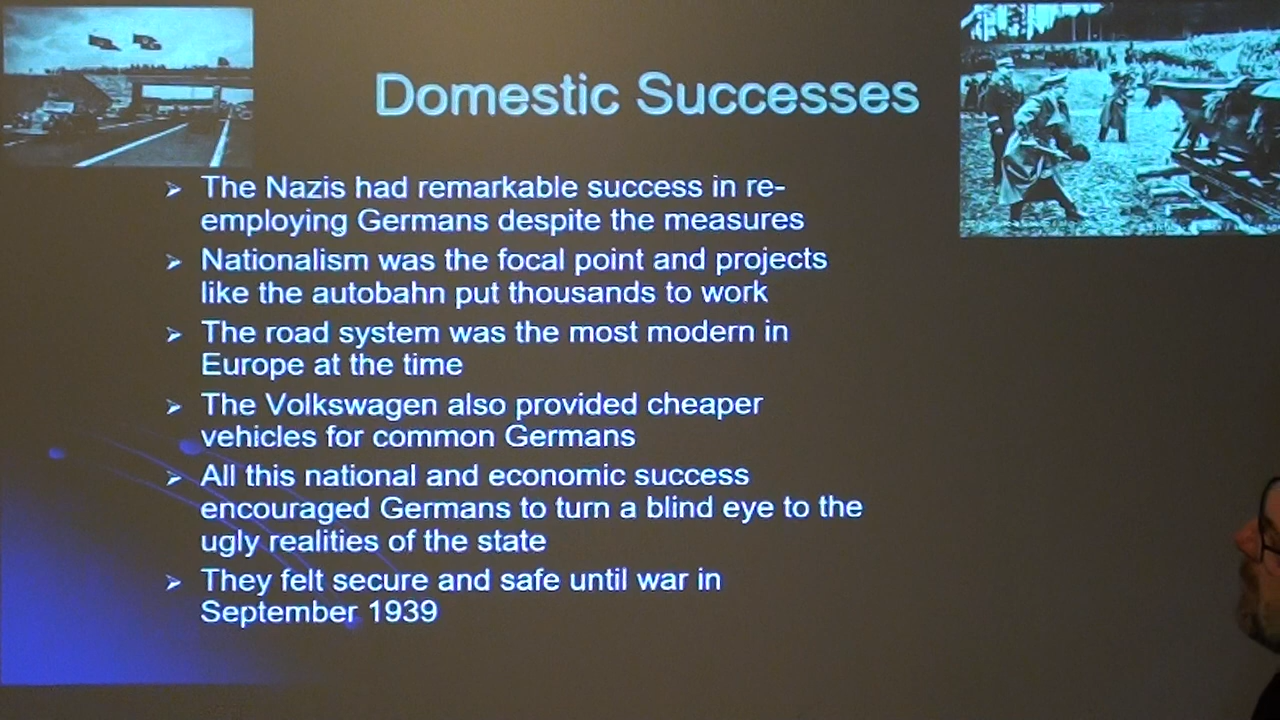 Domestic Successes
➢ The Nazis had remarkable success in re-
employing Germans despite the measures
➢ Nationalism was the focal point and projects
like the autobahn put thousands to work
➢ The road system was the most modern in
Europe at the time
➢ The Volkswagen also provided cheaper
vehicles for common Germans
➢ All this national and economic success
encouraged Germans to turn a blind eye to the
ugly realities of the state
➢ They felt secure and safe until war in
September 1939